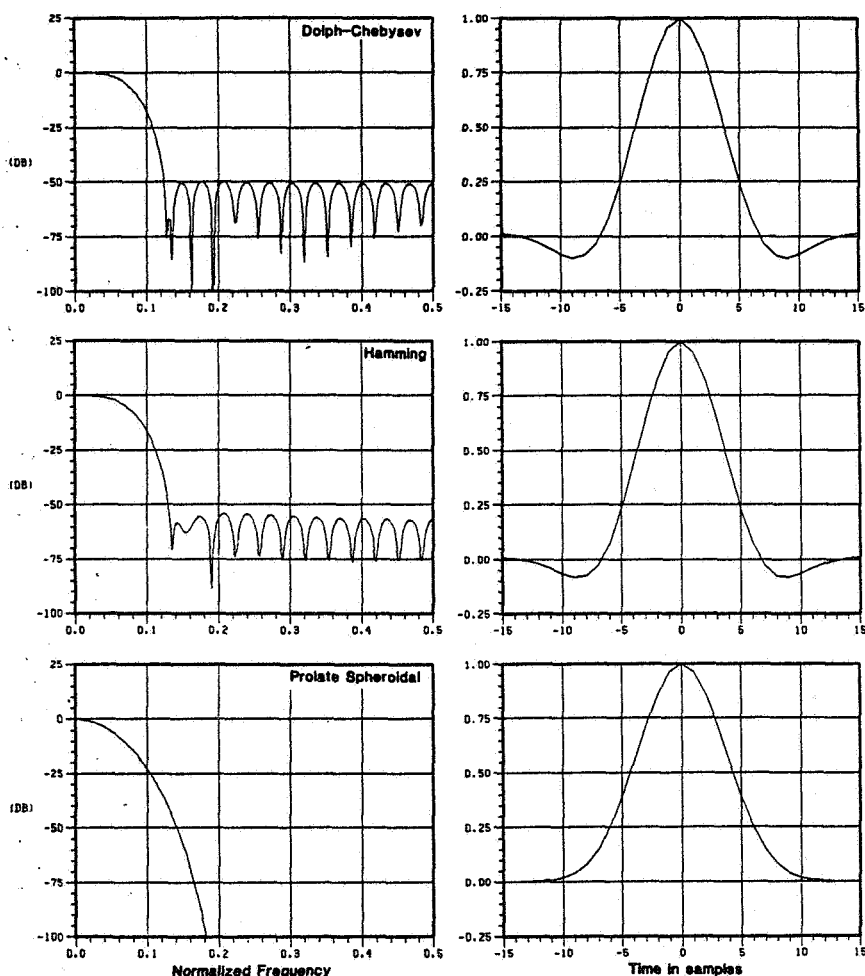 Dolph-Chebysev
25
0
-25
-50
-75
-100
(DB)
0.0 0.1 0.2 0.3 0.4 0.5
1.00
0.75
0.50
0.25
0.00
-0.25
-15 -10 -5 0 5 10 15
Hamming
25
0
-25
-50
-75
-100
(DB)
0.0 0.1 0.2 0.3 0.4 0.5
1.00
0.75
0.50
0.25
0.00
-0.25
-15 -10 -5 0 5 10 15
Prolate Spheroidal
25
0
-25
-50
-75
-100
(DB)
0.0 0.1 0.2 0.3 0.4 0.5
Normalized Frequency
1.00
0.75
0.50
0.25
0.00
-0.25
-15 -10 -5 0 5 10 15
Time in samples